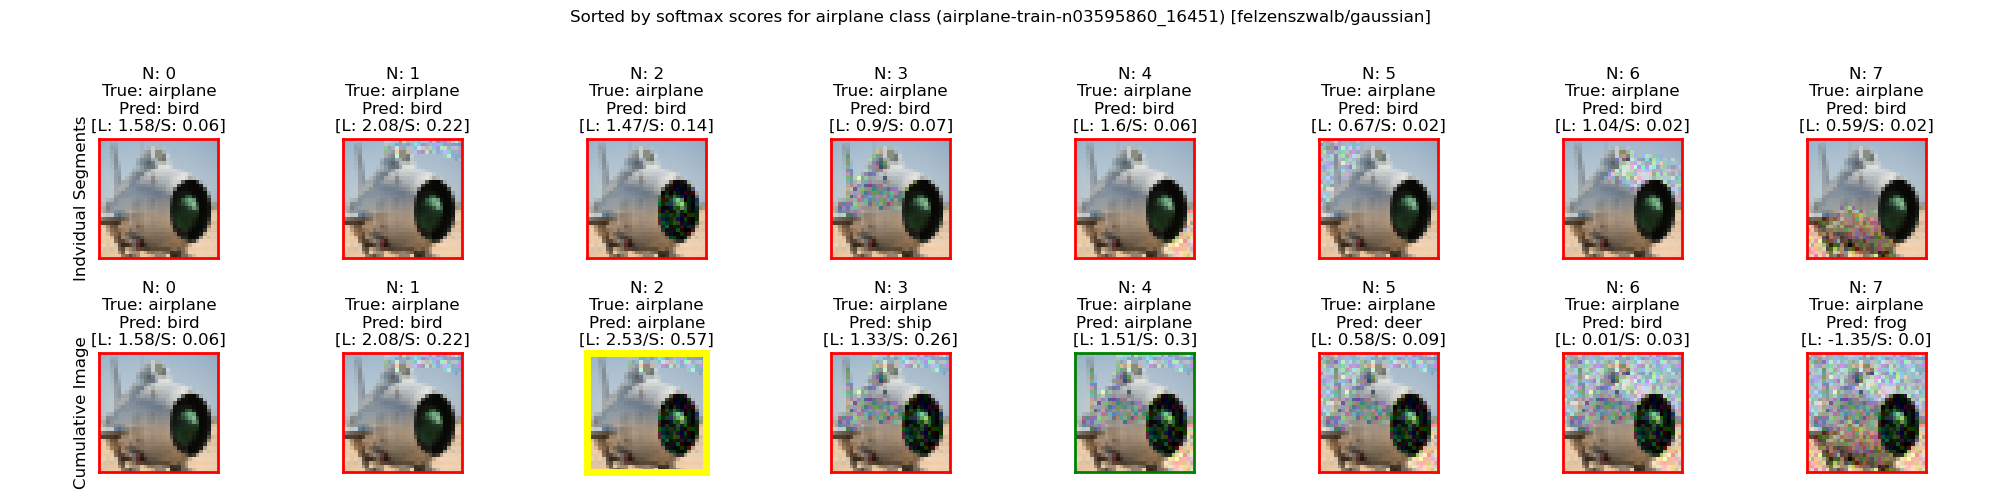 Sorted by softmax scores for airplane class (airplane-train-n03595860_16451) [felzenszwalb/gaussian]
Indvidual Segments
N: 0
True: airplane
Pred: bird
[L: 1.58/S: 0.06]
N: 1
True: airplane
Pred: bird
[L: 2.08/S: 0.22]
N: 2
True: airplane
Pred: bird
[L: 1.47/S: 0.14]
N: 3
True: airplane
Pred: bird
[L: 0.9/S: 0.07]
N: 4
True: airplane
Pred: bird
[L: 1.6/S: 0.06]
N: 5
True: airplane
Pred: bird
[L: 0.67/S: 0.02]
N: 6
True: airplane
Pred: bird
[L: 1.04/S: 0.02]
N: 7
True: airplane
Pred: bird
[L: 0.59/S: 0.02]
Cumulative Image
N: 0
True: airplane
Pred: bird
[L: 1.58/S: 0.06]
N: 1
True: airplane
Pred: bird
[L: 2.08/S: 0.22]
N: 2
True: airplane
Pred: airplane
[L: 2.53/S: 0.57]
N: 3
True: airplane
Pred: ship
[L: 1.33/S: 0.26]
N: 4
True: airplane
Pred: airplane
[L: 1.51/S: 0.3]
N: 5
True: airplane
Pred: deer
[L: 0.58/S: 0.09]
N: 6
True: airplane
Pred: bird
[L: 0.01/S: 0.03]
N: 7
True: airplane
Pred: frog
[L: -1.35/S: 0.0]